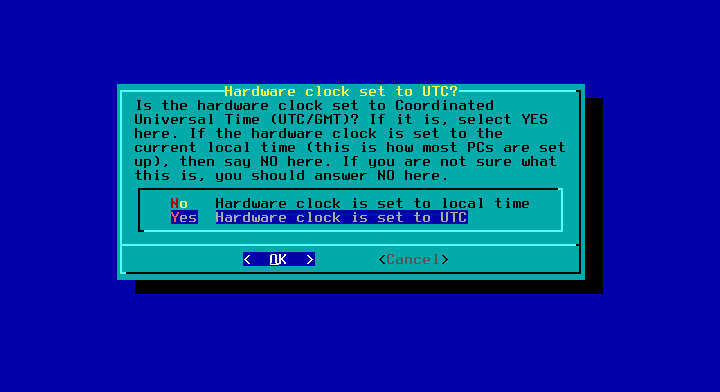 Hardware clock set to UTC?
Is the hardware clock set to Coordinated
Universal Time (UTC/GMT)? If it is, select YES
here. If the hardware clock is set to the
current local time (this is how most PCs are set
up), then say NO here. If you are not sure what
this is, you should answer NO here.
No Hardware clock is set to local time
Yes Hardware clock is set to UTC
< OK > <Cancel>